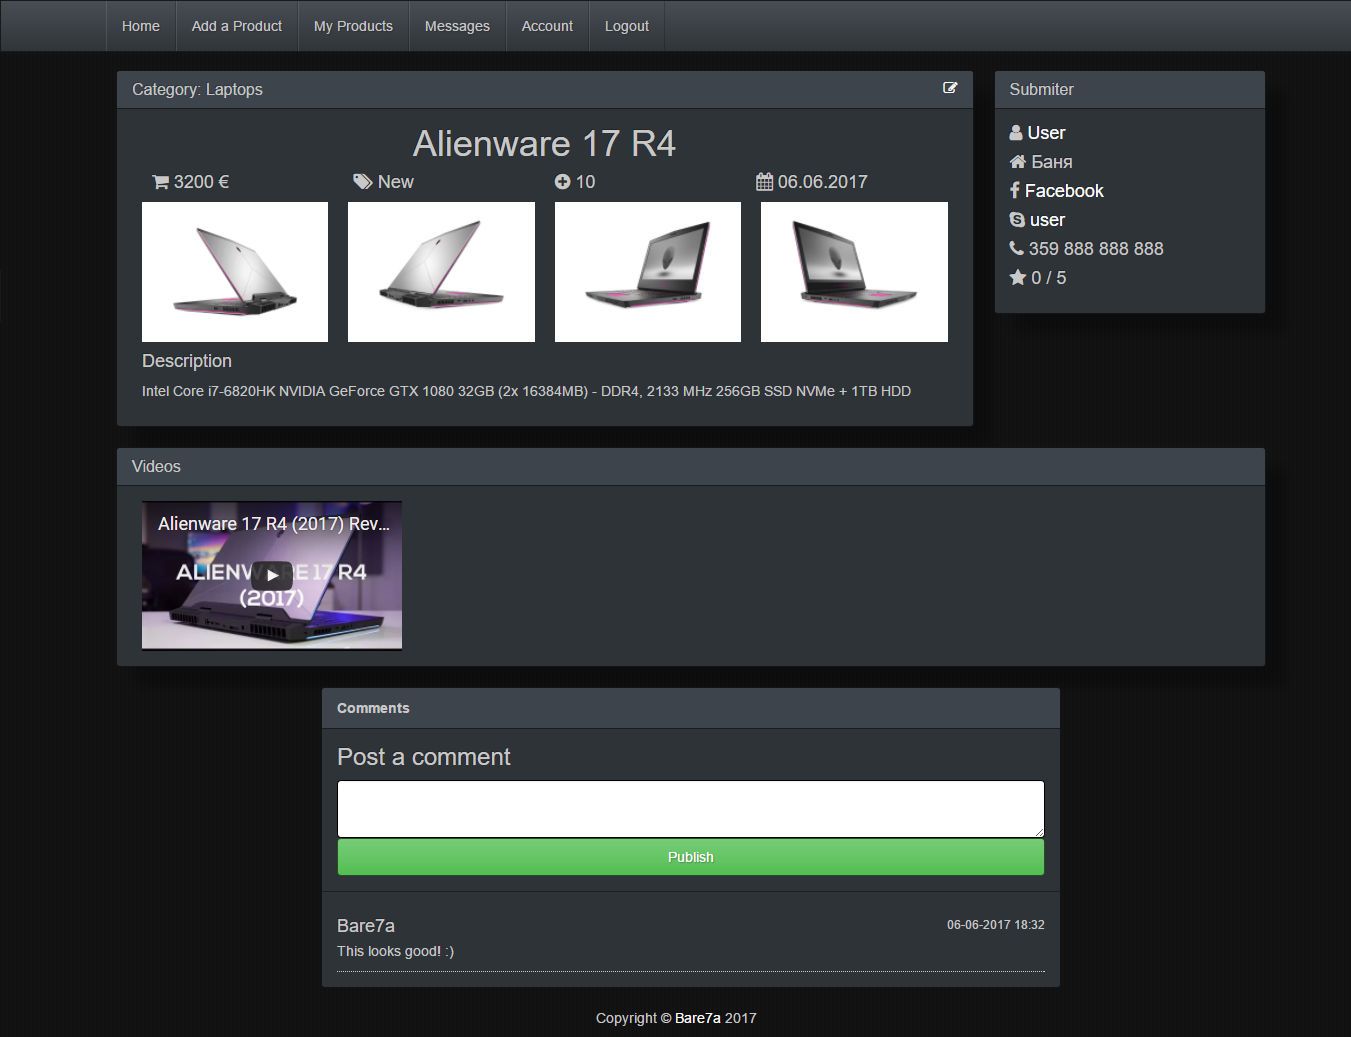 Home Add a Product My Products Messages Account Logout
Category: Laptops
Alienware 17 R4
3200 € New 10 06.06.2017
Description
Intel Core i7-6820HK NVIDIA GeForce GTX 1080 32GB (2x 16384MB) - DDR4, 2133 MHz 256GB SSD NVMe + 1TB HDD
Submiter
User
Баня
Facebook
user
359 888 888 888
0 / 5
Videos
Alienware 17 R4 (2017) Rev...
ALIENWARE 17 R4
(2017)
Comments
Post a comment
Publish
Bare7a 06-06-2017 18:32
This looks good! :)
Copyright © Bare7a 2017